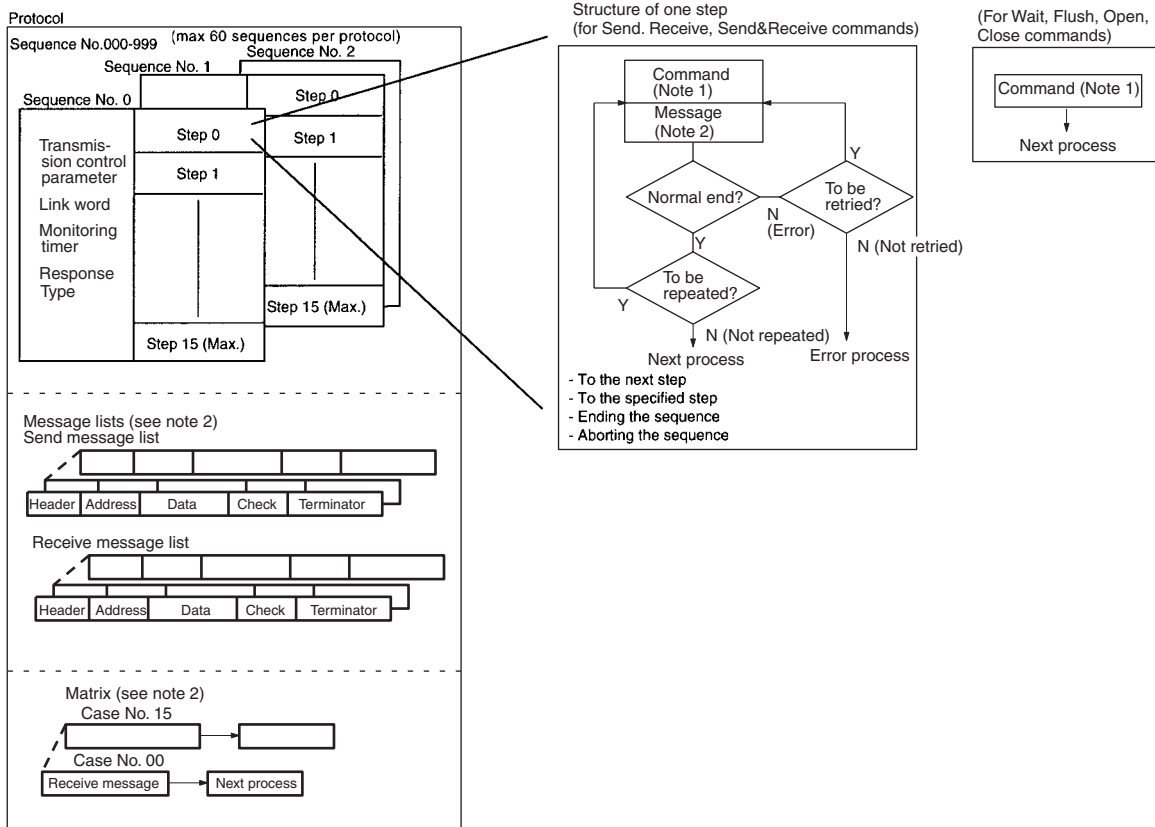 Protocol
Sequence No.000-999
(max 60 sequences per protocol)
Sequence No. 2
Sequence No. 1
Sequence No. 0
Step 0
Step 1
Step 15 (Max.)
Step 0
Step 1
Step 15 (Max.)
Transmis-
sion control
parameter
Link word
Monitoring
timer
Response
Type
Message lists (see note 2)
Send message list
Header
Address
Data
Check
Terminator
Receive message list
Header
Address
Data
Check
Terminator
Matrix (see note 2)
Case No. 15
Case No. 00
Receive message
Next process
Structure of one step
(for Send. Receive, Send&Receive commands)
Command
(Note 1)
Message
(Note 2)
Normal end?
N
(Error)
To be
retried?
Y
N (Not retried)
Y
To be
repeated?
Y
N (Not repeated)
Next process
Error process
- To the next step
- To the specified step
- Ending the sequence
- Aborting the sequence
(For Wait, Flush, Open,
Close commands)
Command (Note 1)
Next process